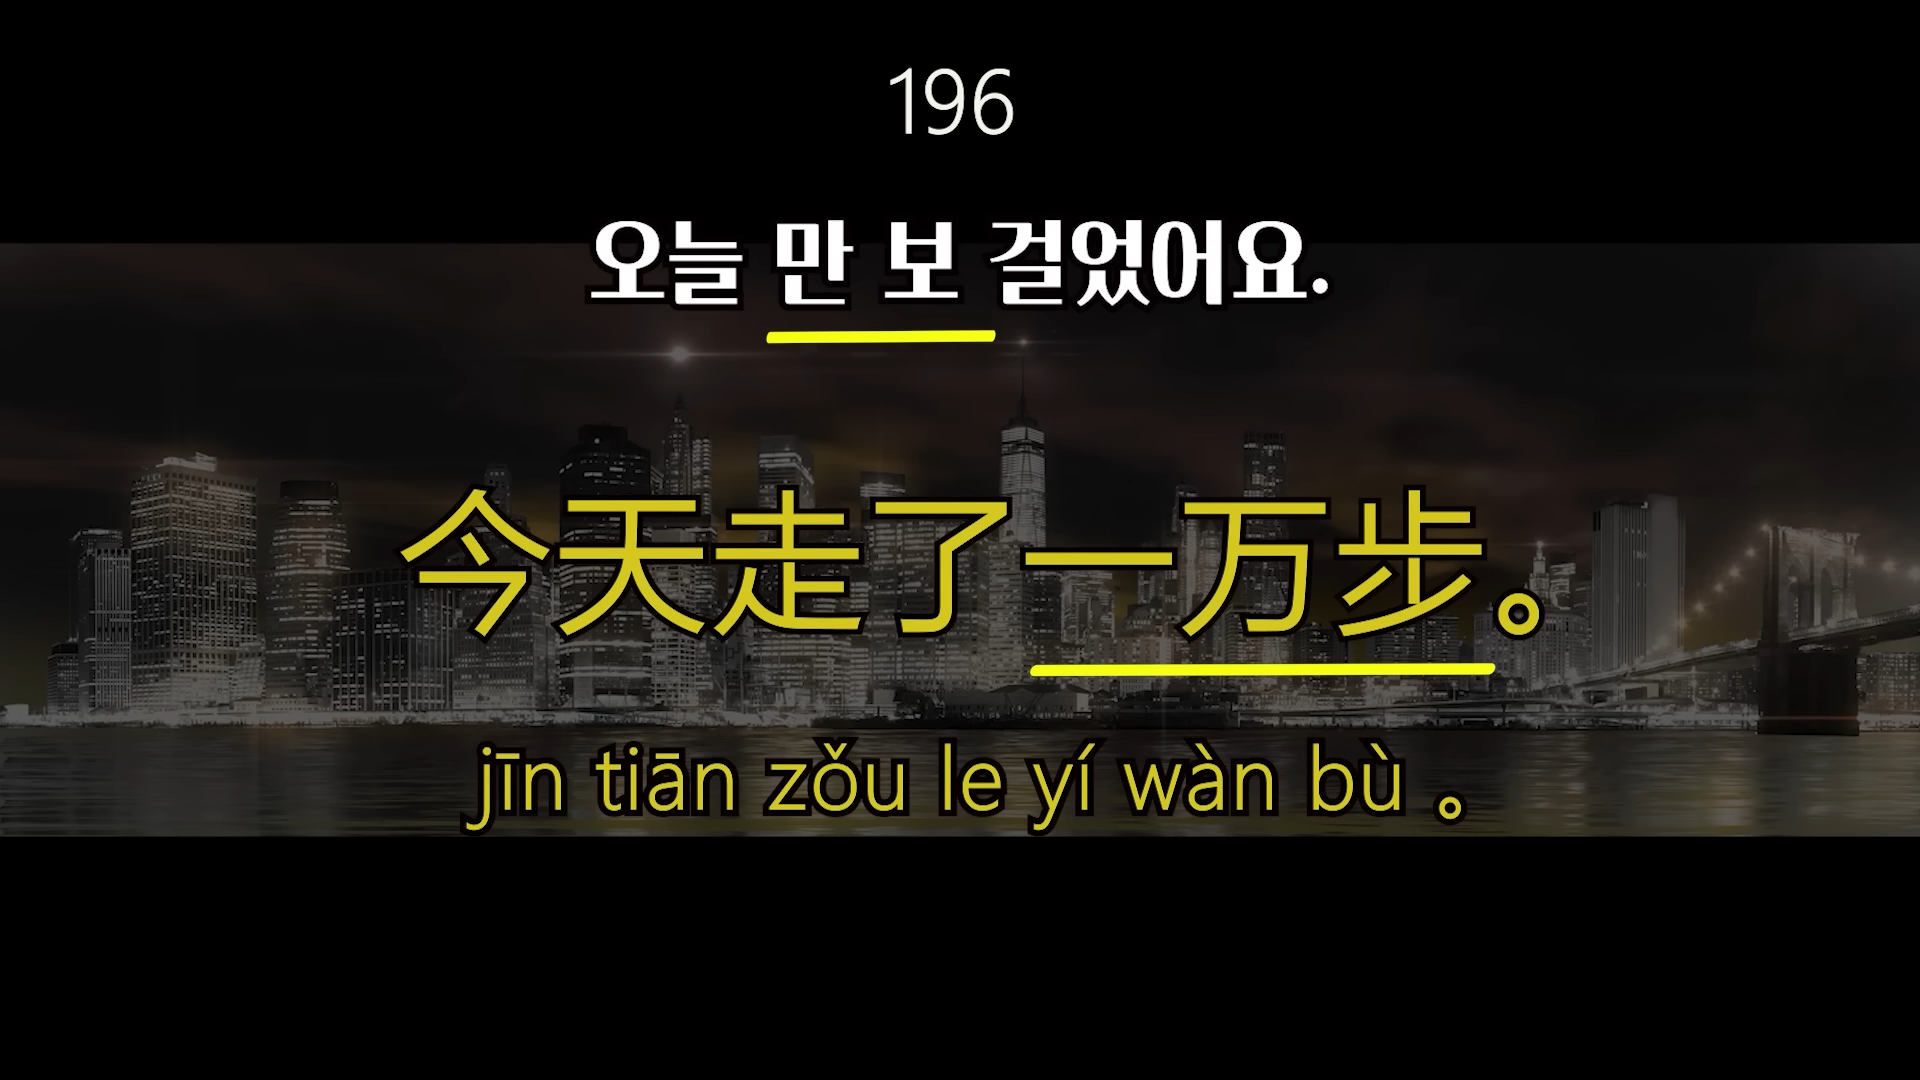 196
오늘 만 보 걸었어요.
今天走了一万步。
jīn tiān zǒu le yí wàn bù 。